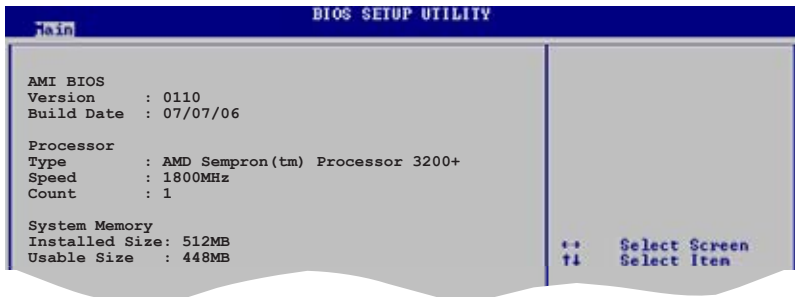 BIOS SETUP UTILITY
Main
AMI BIOS
Version : 0110
Build Date : 07/07/06
Processor
Type : AMD Sempron(tm) Processor 3200+
Speed : 1800MHz
Count : 1
System Memory
Installed Size: 512MB
Usable Size : 448MB
↔ Select Screen
↑↓ Select Item